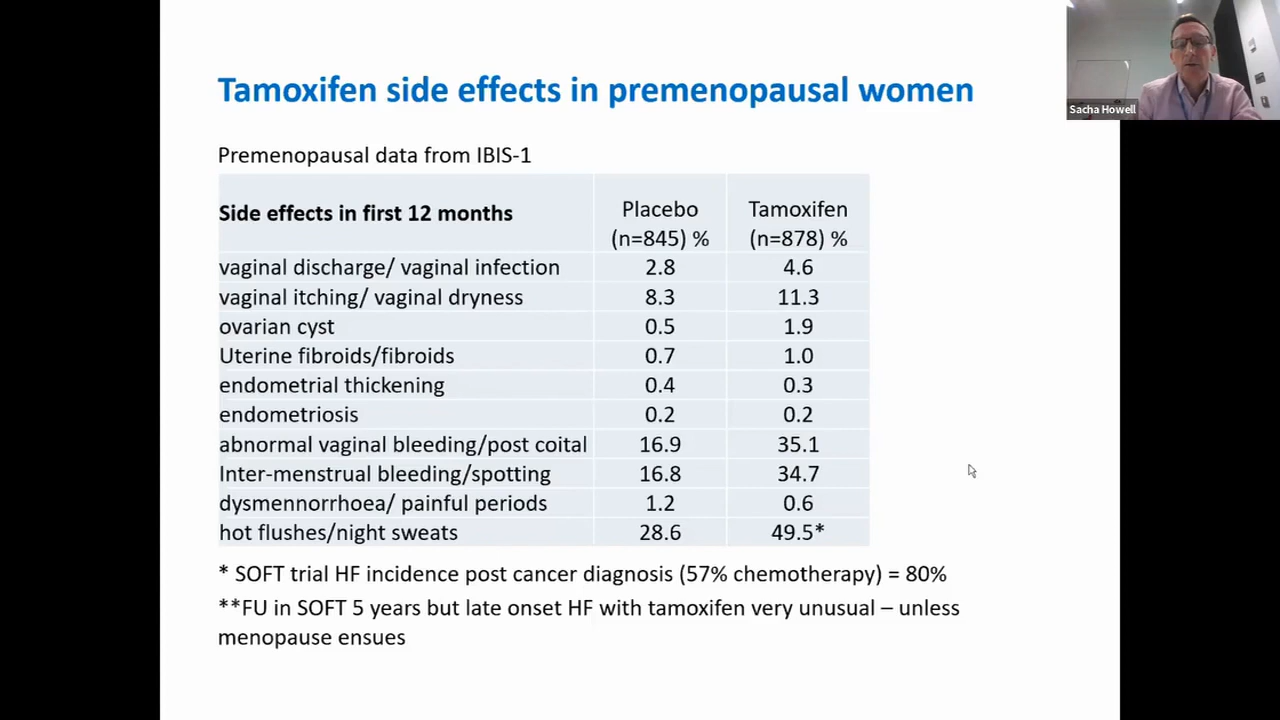 Tamoxifen side effects in premenopausal women
Sacha Howell
Premenopausal data from IBIS-1
Side effects in first 12 months Placebo (n=845) % Tamoxifen (n=878) %
vaginal discharge/ vaginal infection 2.8 4.6
vaginal itching/ vaginal dryness 8.3 11.3
ovarian cyst 0.5 1.9
Uterine fibroids/fibroids 0.7 1.0
endometrial thickening 0.4 0.3
endometriosis 0.2 0.2
abnormal vaginal bleeding/post coital 16.9 35.1
Inter-menstrual bleeding/spotting 16.8 34.7
dysmennorrhoea/ painful periods 1.2 0.6
hot flushes/night sweats 28.6 49.5*
* SOFT trial HF incidence post cancer diagnosis (57% chemotherapy) = 80%
**FU in SOFT 5 years but late onset HF with tamoxifen very unusual – unless
menopause ensues